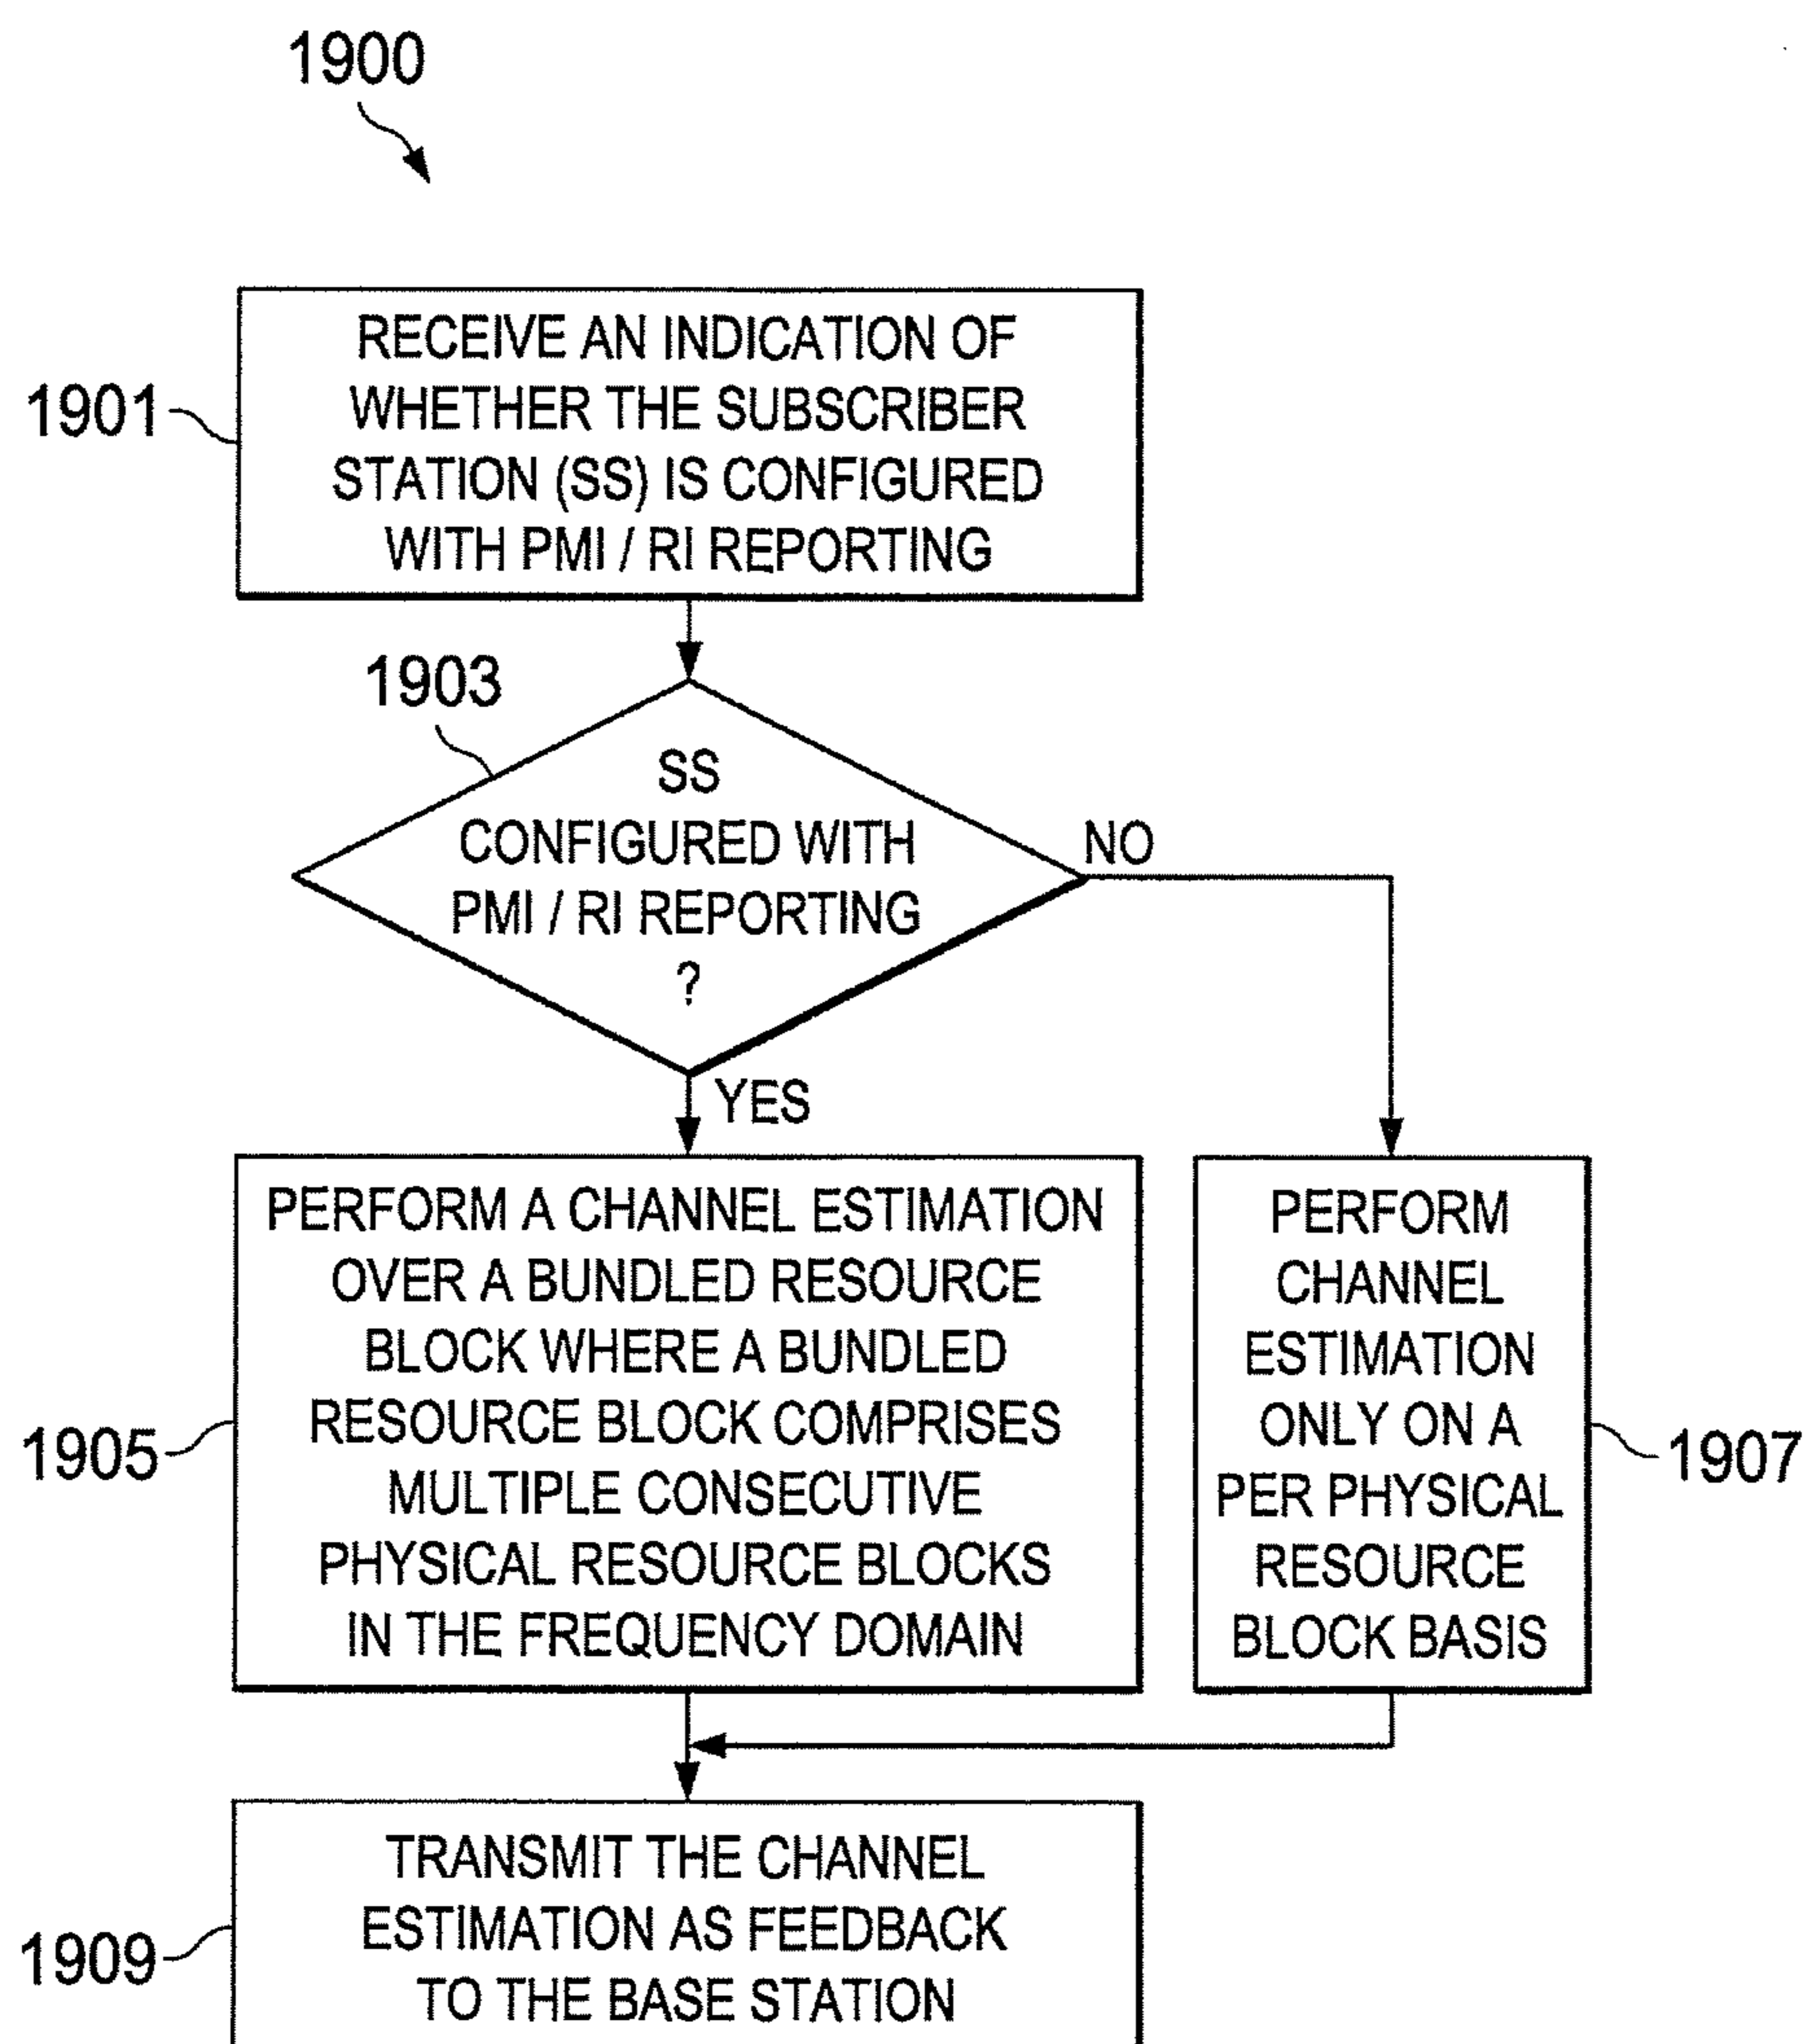 1900
RECEIVE AN INDICATION OF
WHETHER THE SUBSCRIBER
STATION (SS) IS CONFIGURED
WITH PMI / RI REPORTING
1901
1903
SS
CONFIGURED WITH
PMI / RI REPORTING
?
NO
YES
PERFORM A CHANNEL ESTIMATION
OVER A BUNDLED RESOURCE
BLOCK WHERE A BUNDLED
RESOURCE BLOCK COMPRISES
MULTIPLE CONSECUTIVE
PHYSICAL RESOURCE BLOCKS
IN THE FREQUENCY DOMAIN
1905
PERFORM
CHANNEL
ESTIMATION
ONLY ON A
PER PHYSICAL
RESOURCE
BLOCK BASIS
1907
TRANSMIT THE CHANNEL
ESTIMATION AS FEEDBACK
TO THE BASE STATION
1909